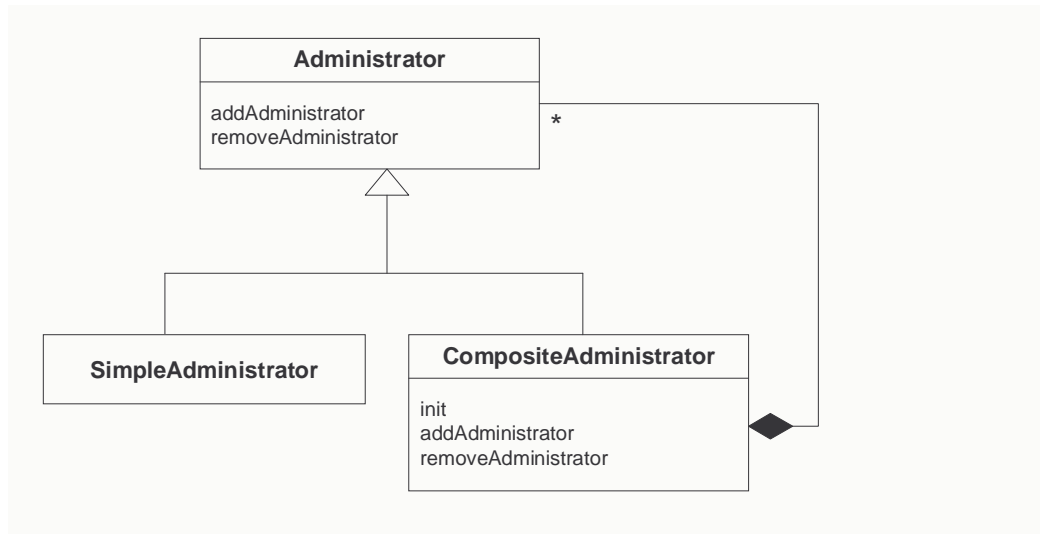 Administrator
addAdministrator
removeAdministrator
*
SimpleAdministrator
CompositeAdministrator
init
addAdministrator
removeAdministrator